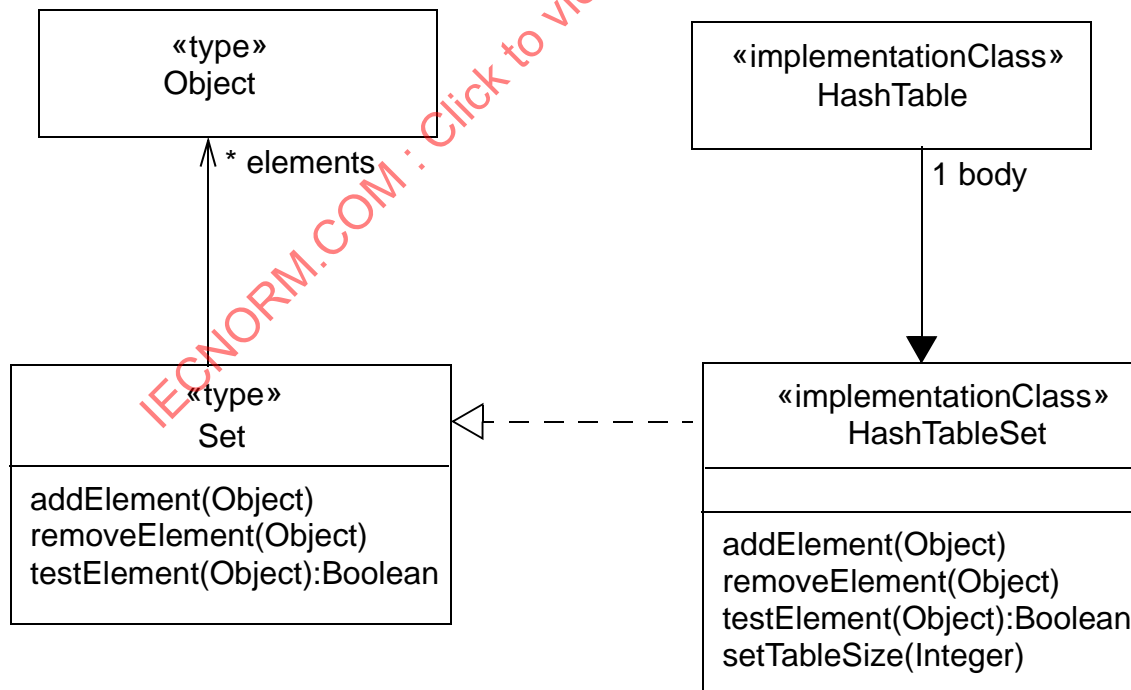 «type»
Object
* elements
«type»
Set
addElement(Object)
removeElement(Object)
testElement(Object):Boolean
«implementationClass»
HashTable
1 body
«implementationClass»
HashTableSet
addElement(Object)
removeElement(Object)
testElement(Object):Boolean
setTableSize(Integer)
IECNORM.COM : Click to